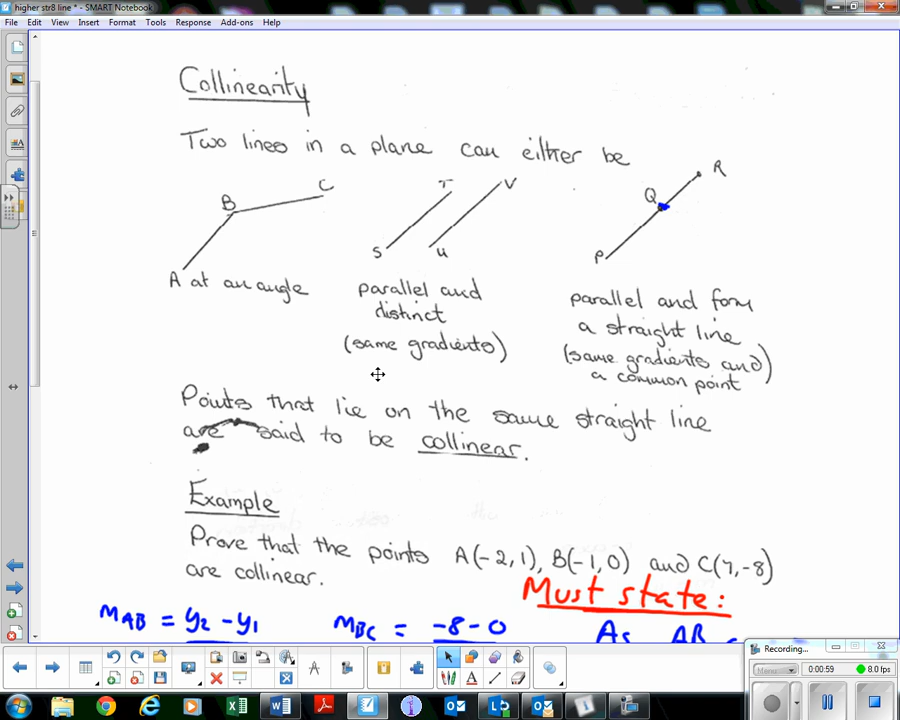 higher str8 line * - SMART Notebook
File Edit View Insert Format Tools Response Add-ons Help
Collinearity
Two lines in a plane can either be
A B C
S T U V
P Q R
at an angle
parallel and
distinct
(same gradients)
parallel and form
a straight line
(same gradients and
a common point)
Points that lie on the same straight line
are said to be collinear.
Example
Prove that the points A(-2,1), B(-1,0) and C(7,-8)
are collinear.
Must state:
MAB = y2 - y1
MBC = -8 - 0
As AB
Recording...
Menu
0:00:59
8.0 fps